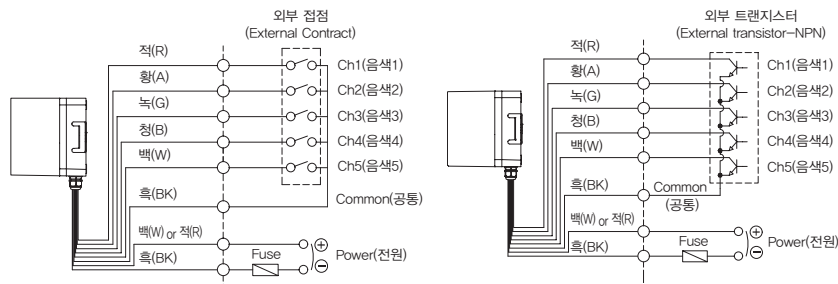 외부 접점
(External Contract)
적(R)
Ch1(음색1)
황(A)
Ch2(음색2)
녹(G)
Ch3(음색3)
청(B)
Ch4(음색4)
백(W)
Ch5(음색5)
흑(BK)
Common(공통)
백(W) or 적(R)
Fuse
Power(전원)
흑(BK)
외부 트랜지스터
(External transistor-NPN)
적(R)
Ch1(음색1)
황(A)
Ch2(음색2)
녹(G)
Ch3(음색3)
청(B)
Ch4(음색4)
백(W)
Ch5(음색5)
흑(BK)
Common
(공통)
백(W) or 적(R)
Fuse
Power(전원)
흑(BK)